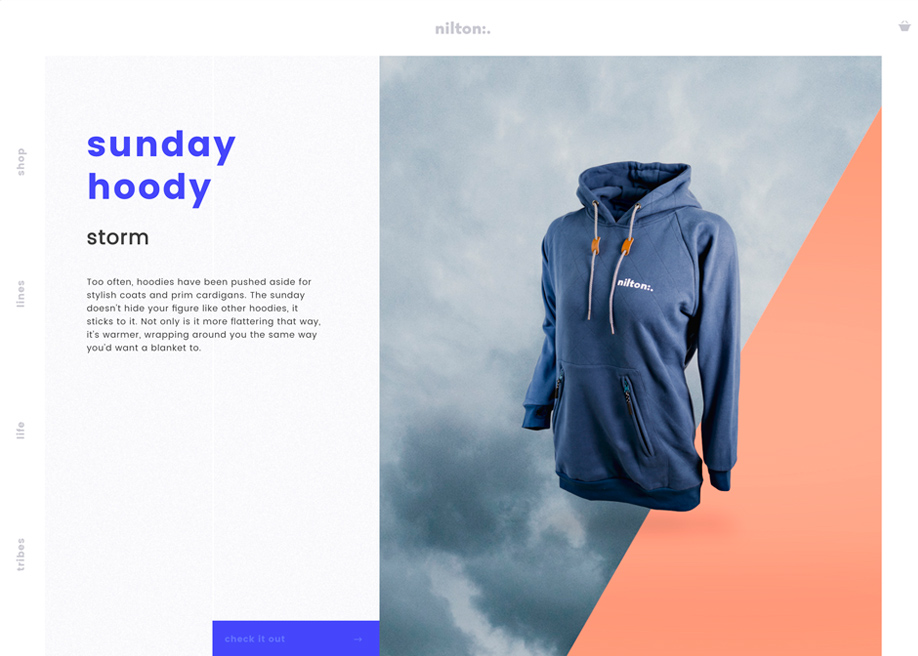 nilton:.
shop
lines
life
tribes
sunday
hoody
storm
Too often, hoodies have been pushed aside for
stylish coats and prim cardigans. The sunday
doesn't hide your figure like other hoodies, it
sticks to it. Not only is it more flattering that way,
it's warmer, wrapping around you the same way
you'd want a blanket to.
check it out →
nilton:.